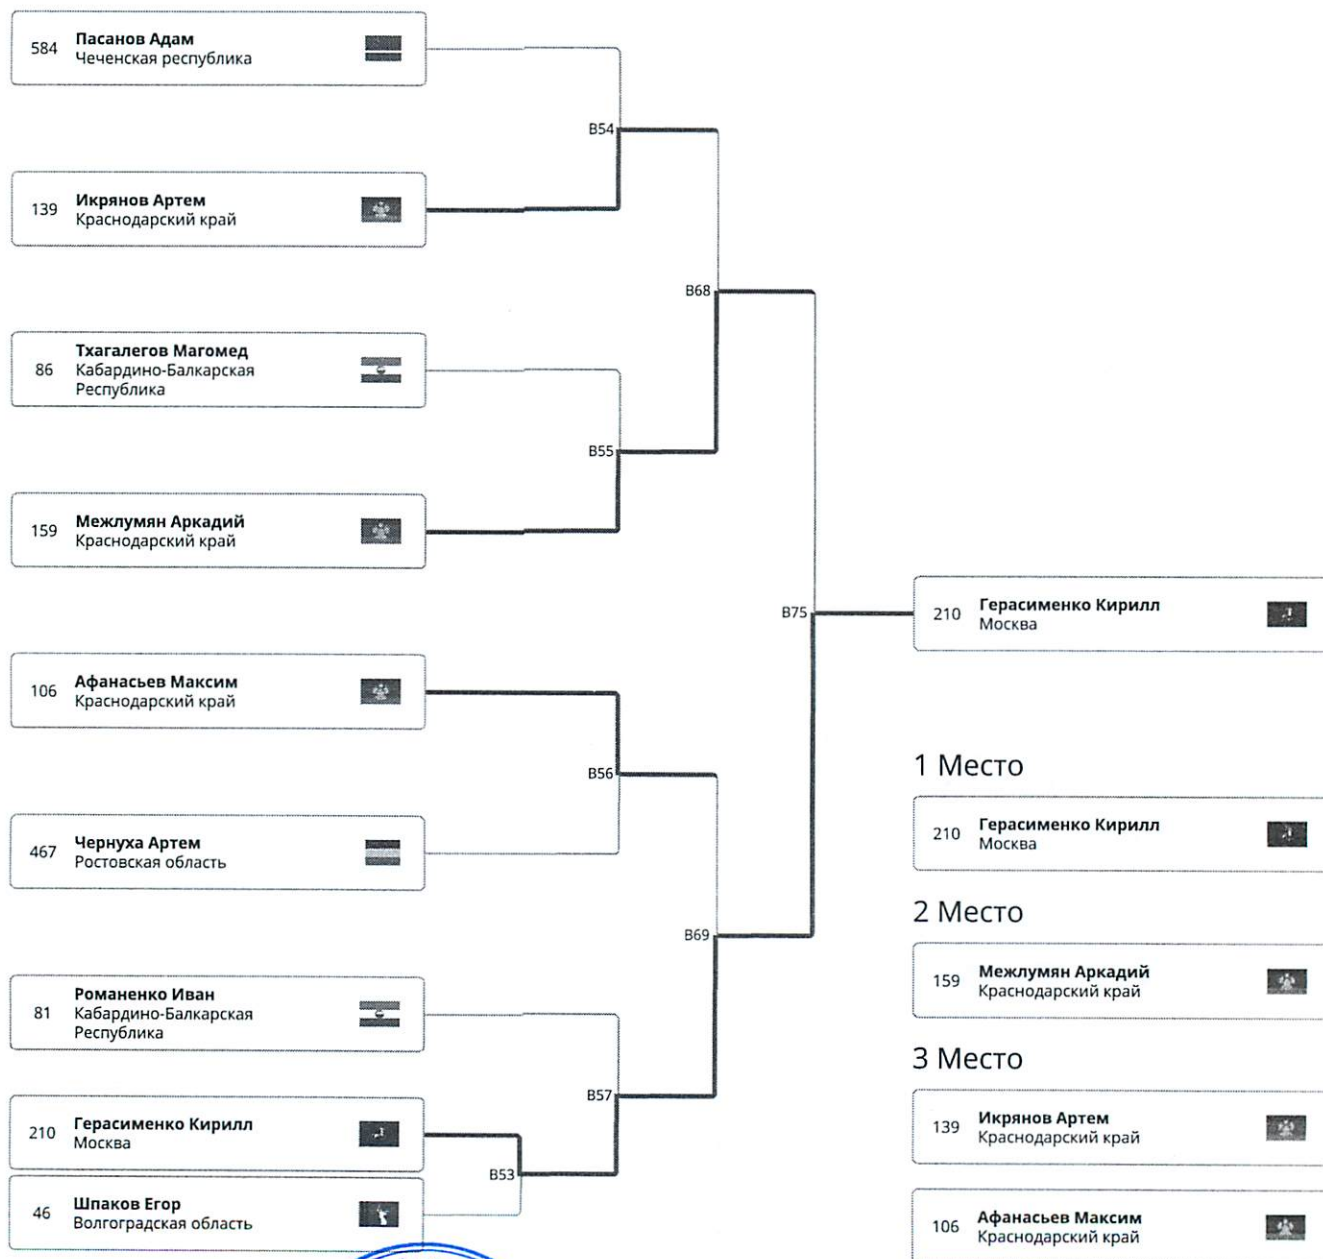 584
Пасанов Адам
Чеченская республика
B54
139
Икрянов Артем
Краснодарский край
B68
86
Тхагалегов Магомед
Кабардино-Балкарская
Республика
B55
159
Межлумян Аркадий
Краснодарский край
B75
210
Герасименко Кирилл
Москва
106
Афанасьев Максим
Краснодарский край
B56
467
Чернуха Артем
Ростовская область
B69
81
Романенко Иван
Кабардино-Балкарская
Республика
B57
210
Герасименко Кирилл
Москва
B53
46
Шпаков Егор
Волгоградская область
1 Место
210
Герасименко Кирилл
Москва
2 Место
159
Межлумян Аркадий
Краснодарский край
3 Место
139
Икрянов Артем
Краснодарский край
106
Афанасьев Максим
Краснодарский край